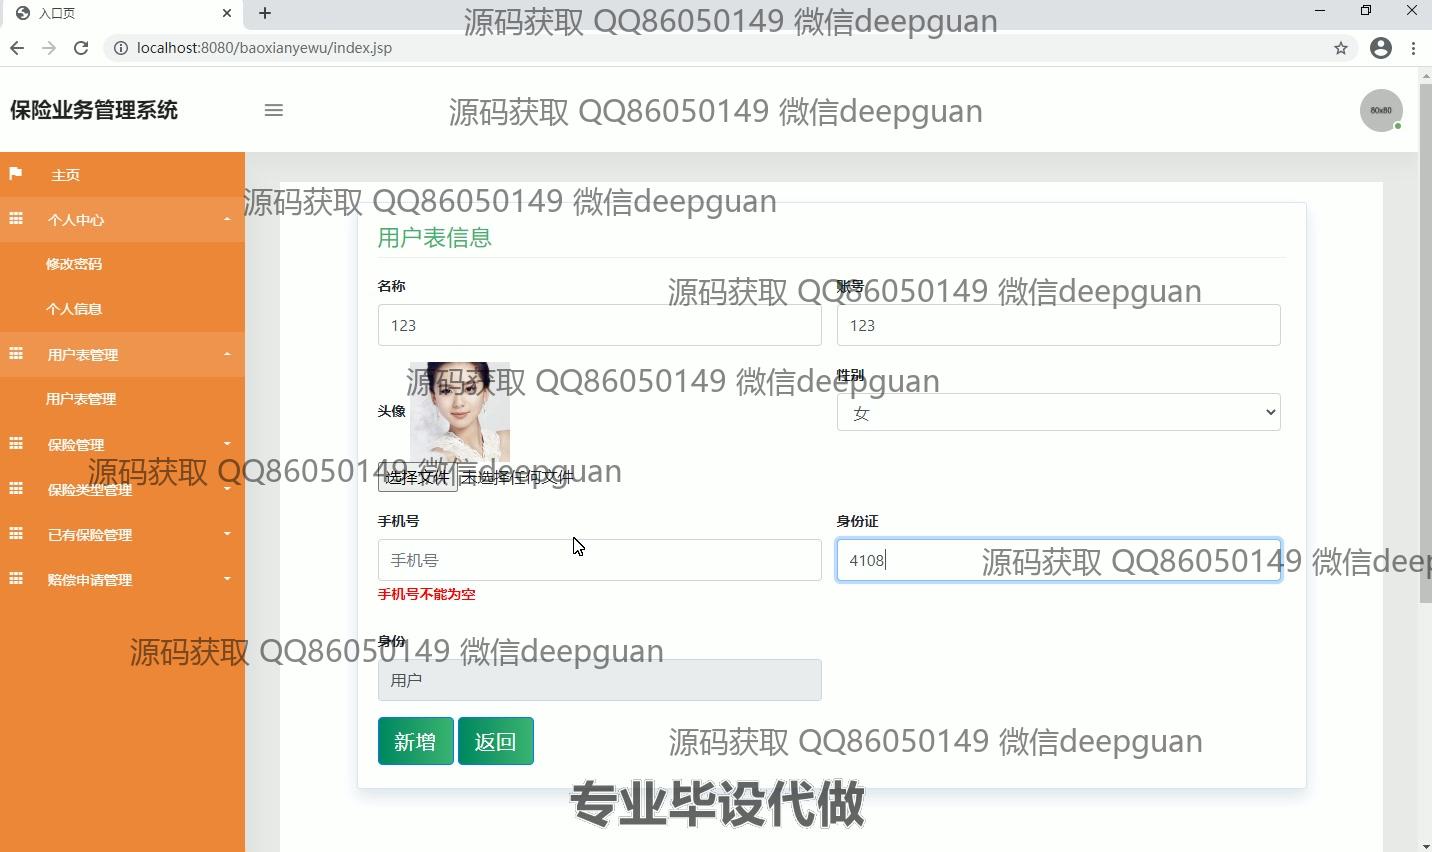 入口页
源码获取 QQ86050149 微信deepguan
localhost:8080/baoxianyewu/index.jsp
保险业务管理系统
源码获取 QQ86050149 微信deepguan
80x80
主页
个人中心
源码获取 QQ86050149 微信deepguan
修改密码
个人信息
用户表管理
用户表管理
保险管理
保险类型管理
已有保险管理
赔偿申请管理
用户表信息
名称
账号
源码获取 QQ86050149 微信deepguan
123
123
源码获取 QQ86050149 微信deepguan
头像
性别
女
源码获取 QQ86050149 微信deepguan
选择文件 未选择任何文件
手机号
身份证
手机号
4108
源码获取 QQ86050149 微信deep
手机号不能为空
身份
源码获取 QQ86050149 微信deepguan
用户
新增
返回
源码获取 QQ86050149 微信deepguan
专业毕设代做